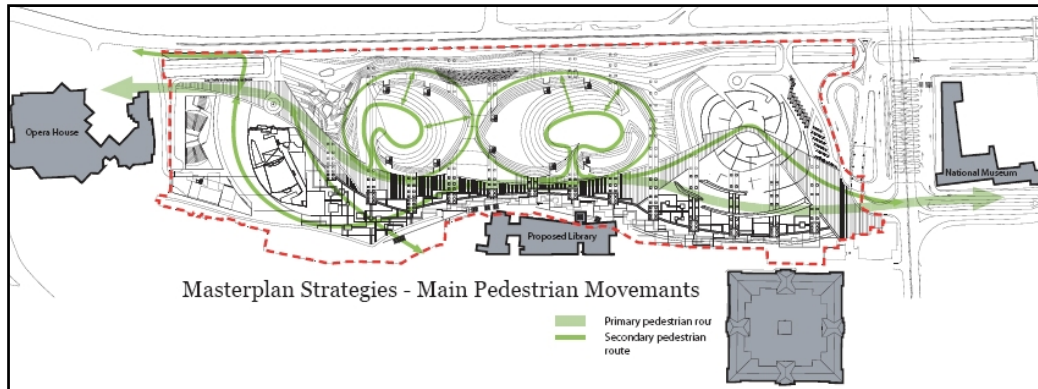 Opera House
National Museum
Proposed Library
Masterplan Strategies - Main Pedestrian Movemants
Primary pedestrian rou
Secondary pedestrian
route